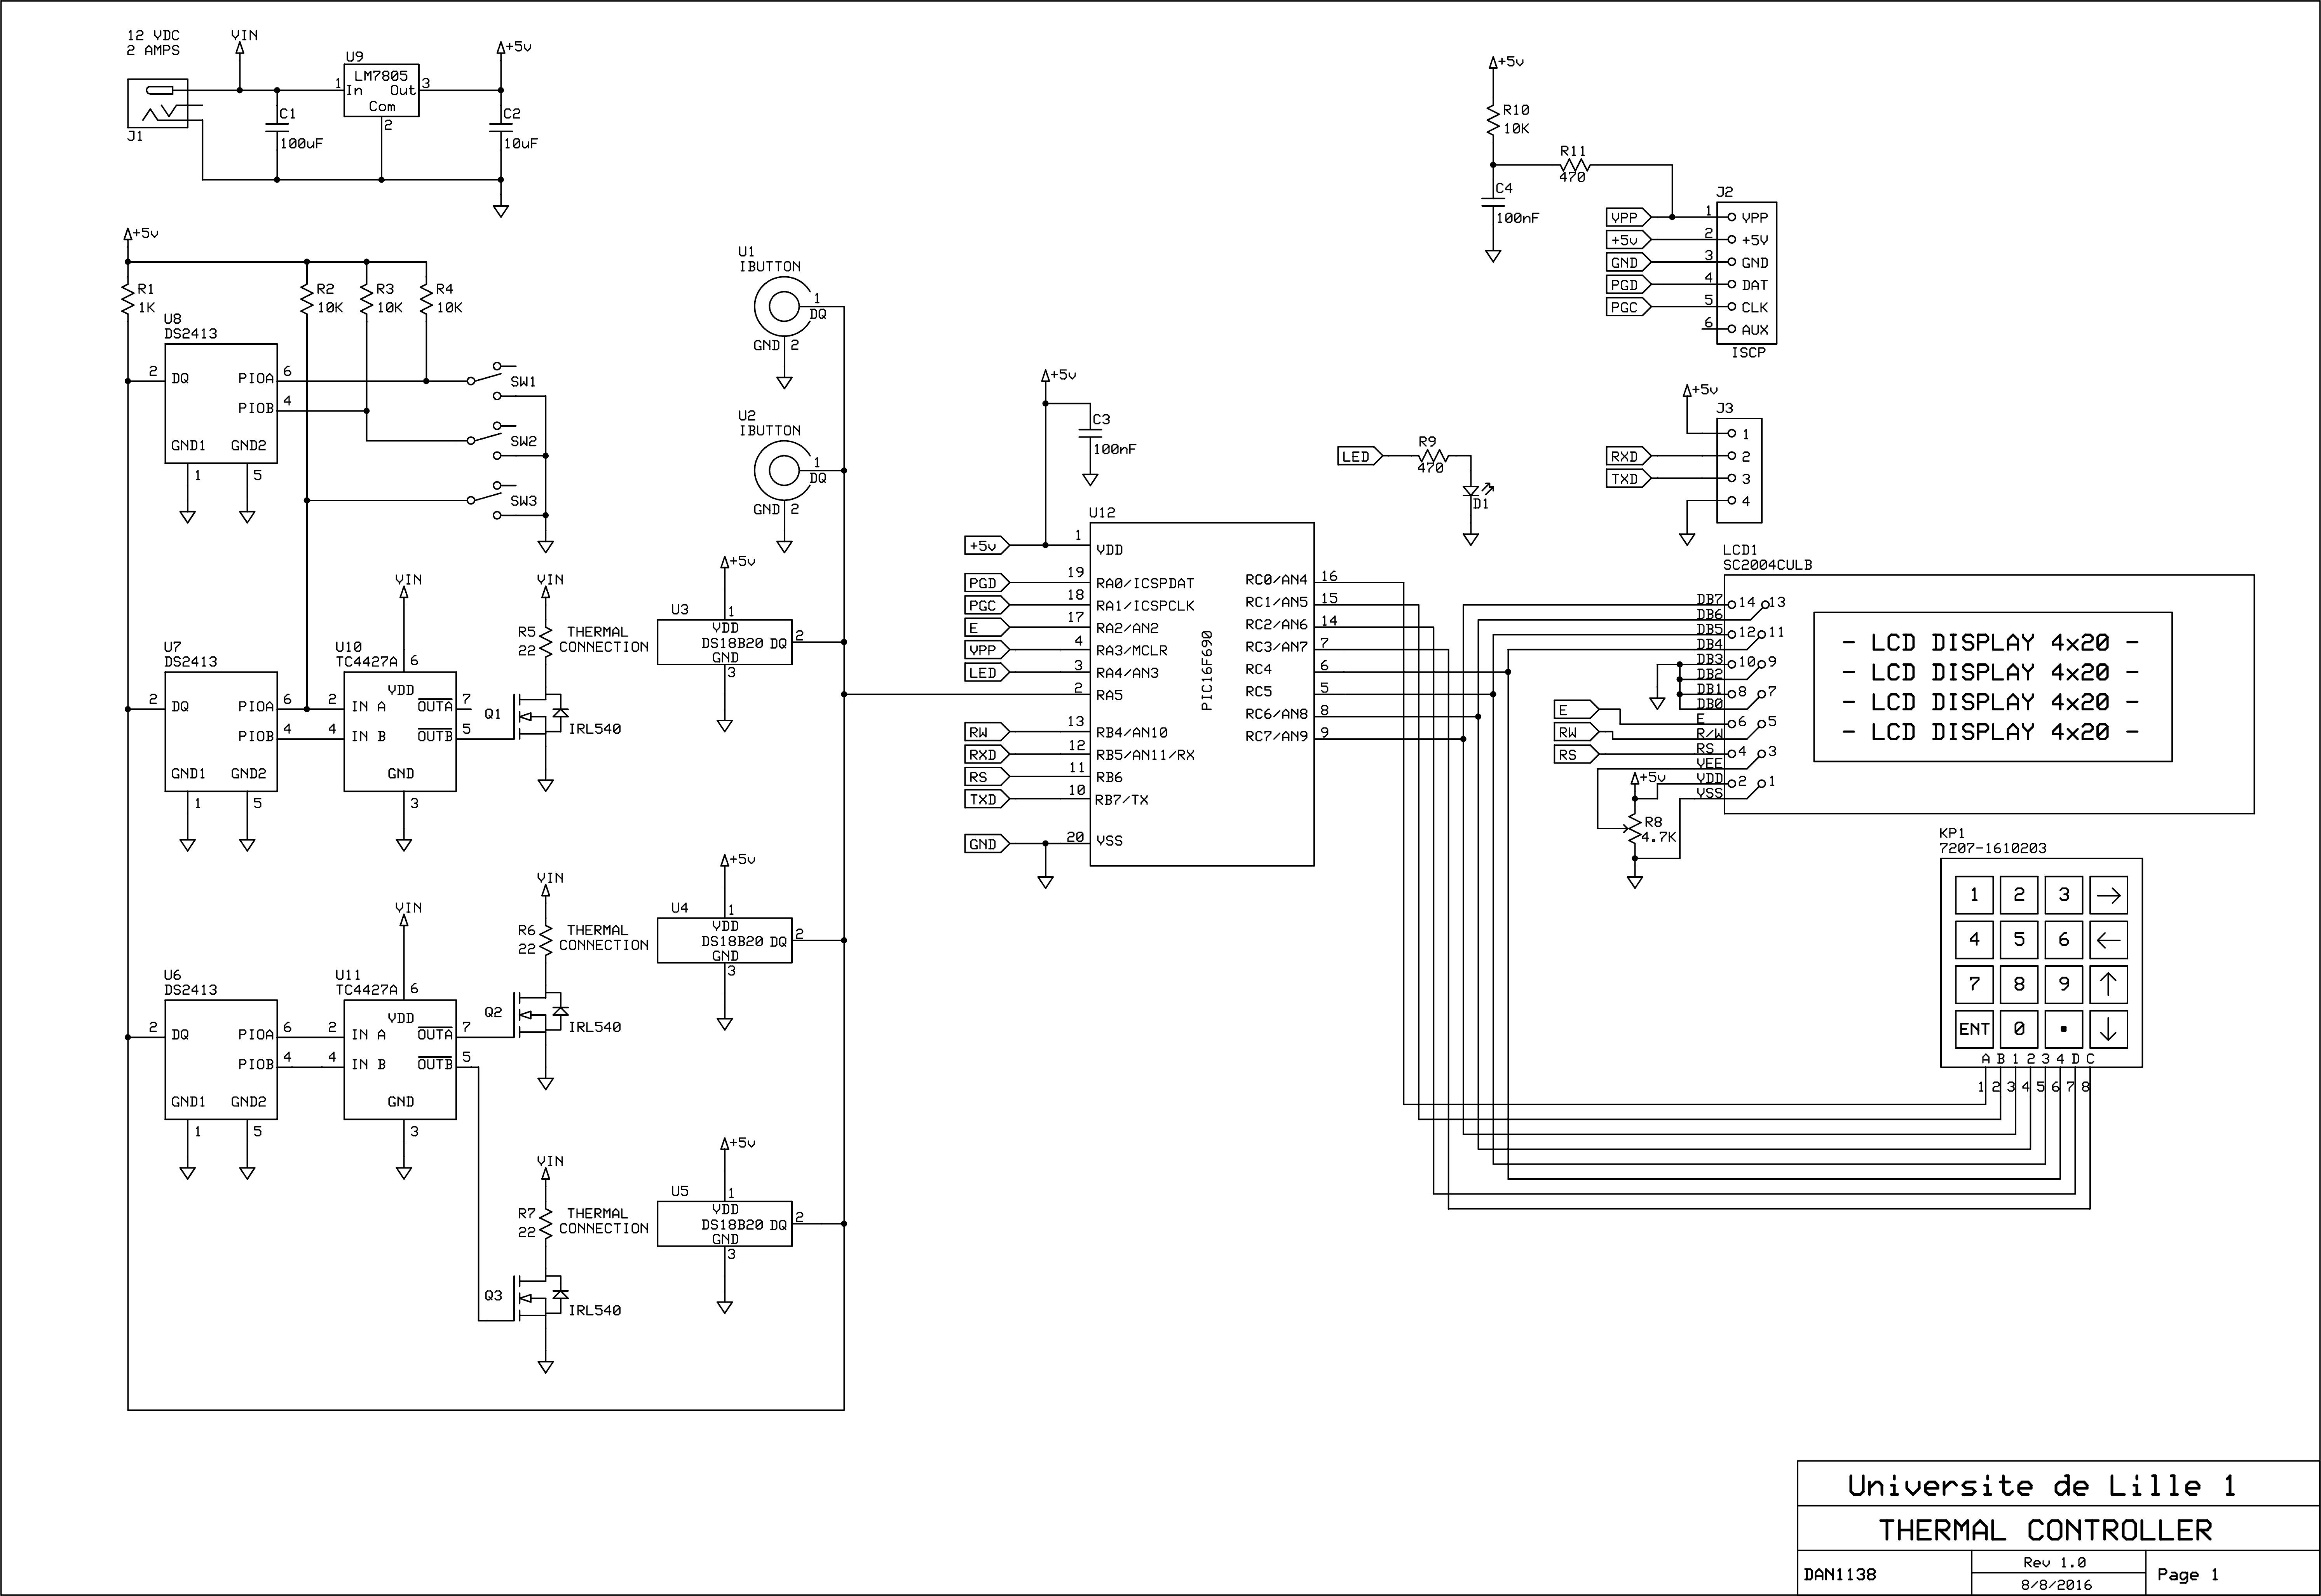 12 VDC
2 AMPS
VIN
J1
C1
100uF
U9
LM7805
1 In Out 3
Com
2
+5v
C2
10uF
+5v
R1
1K
R2
10K
R3
10K
R4
10K
U8
DS2413
2 DQ PIOA 6
PIOB 4
GND1 GND2
1 5
SW1
SW2
SW3
U7
DS2413
2 DQ PIOA 6
PIOB 4
GND1 GND2
1 5
VIN
U10
TC4427A 6
VDD
2 IN A OUTA 7
4 IN B OUTB 5
GND
3
VIN
R5
22
THERMAL
CONNECTION
Q1
IRL540
U6
DS2413
2 DQ PIOA 6
PIOB 4
GND1 GND2
1 5
VIN
U11
TC4427A 6
VDD
2 IN A OUTA 7
4 IN B OUTB 5
GND
3
VIN
R6
22
THERMAL
CONNECTION
Q2
IRL540
VIN
R7
22
THERMAL
CONNECTION
Q3
IRL540
U1
IBUTTON
1
DQ
GND 2
U2
IBUTTON
1
DQ
GND 2
+5v
U3
1
VDD
DS18B20 DQ 2
GND
3
+5v
U4
1
VDD
DS18B20 DQ 2
GND
3
+5v
U5
1
VDD
DS18B20 DQ 2
GND
3
+5v
C3
100nF
U12
PIC16F690
+5v 1 VDD
PGD 19 RA0/ICSPDAT
PGC 18 RA1/ICSPCLK
E 17 RA2/AN2
VPP 4 RA3/MCLR
LED 3 RA4/AN3
2 RA5
RW 13 RB4/AN10
RXD 12 RB5/AN11/RX
RS 11 RB6
TXD 10 RB7/TX
GND 20 VSS
RC0/AN4 16
RC1/AN5 15
RC2/AN6 14
RC3/AN7 7
RC4 6
RC5 5
RC6/AN8 8
RC7/AN9 9
LED
R9
470
D1
+5v
R10
10K
R11
470
C4
100nF
J2
VPP 1 VPP
+5v 2 +5V
GND 3 GND
PGD 4 DAT
PGC 5 CLK
6 AUX
ISCP
+5v
J3
1
RXD 2
TXD 3
4
LCD1
SC2004CULB
DB7 14 13
DB6
DB5 12 11
DB4
DB3 10 9
DB2
DB1 8 7
DB0
E E 6 5
RW R/W
RS RS 4 3
VEE
+5v VDD 2 1
VSS
R8
4.7K
- LCD DISPLAY 4x20 -
- LCD DISPLAY 4x20 -
- LCD DISPLAY 4x20 -
- LCD DISPLAY 4x20 -
KP1
7207-1610203
1 2 3 →
4 5 6 ←
7 8 9 ↑
ENT 0 . ↓
A B 1 2 3 4 D C
1 2 3 4 5 6 7 8
Universite de Lille 1
THERMAL CONTROLLER
DAN1138
Rev 1.0
8/8/2016
Page 1